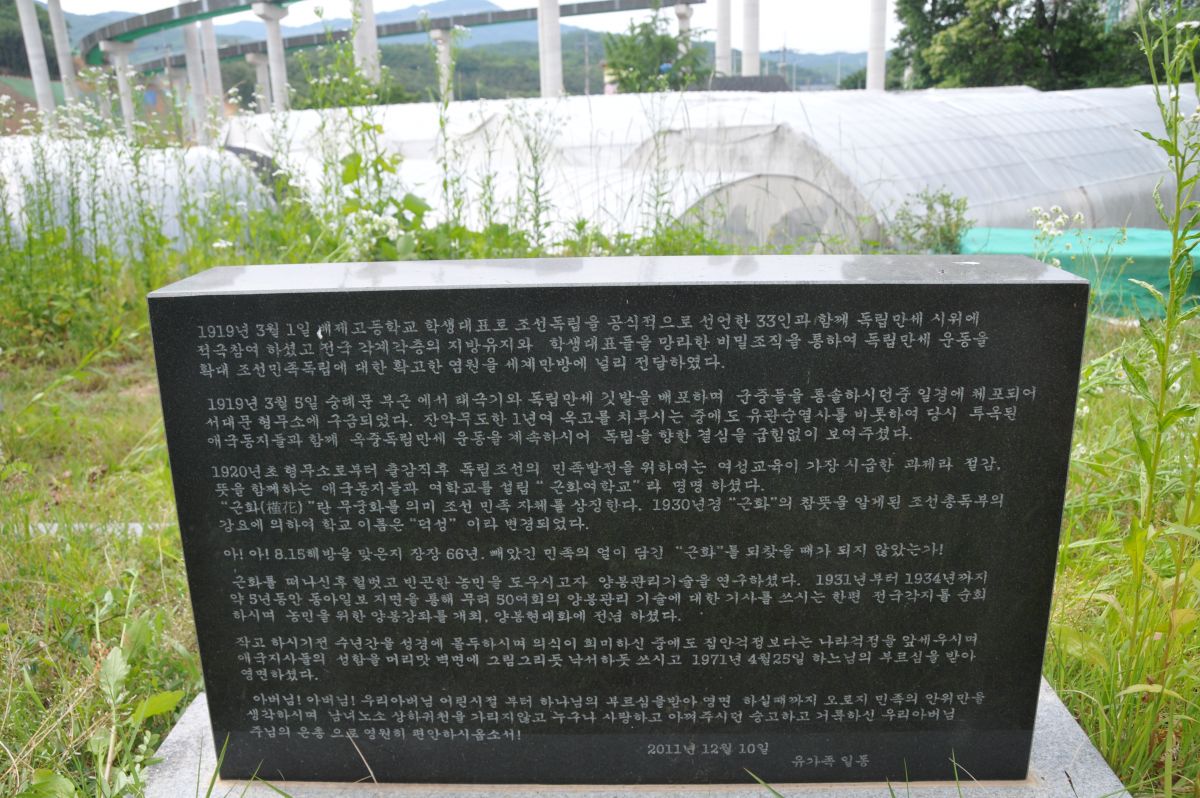 1919년 3월 1일 배제고등학교 학생대표로 조선독립을 공식적으로 선언한 33인과 함께 독립만세 시위에
적극참여 하셨고 전국 각계각층의 지방유지와 학생대표들을 망라한 비밀조직을 통하여 독립만세 운동을
확대 조선민족독립에 대한 확고한 염원을 세계만방에 널리 전달하였다.
1919년 3월 5일 숭례문 부근 에서 태극기와 독립만세 깃발을 배포하며 군중들을 통솔하시던중 일경에 체포되어
서대문 형무소에 구금되었다. 잔악무도한 1년여 옥고를 치루시는 중에도 유관순열사를 비롯하여 당시 투옥된
애국동지들과 함께 옥중독립만세 운동을 계속하시어 독립을 향한 결심을 굽힘없이 보여주셨다.
1920년초 형무소로부터 출감직후 독립조선의 민족발전을 위하여는 여성교육이 가장 시급한 과제라 절감,
뜻을 함께하는 애국동지들과 여학교를 설립 “ 근화여학교” 라 명명 하셨다.
“근화(槿花) ”란 무궁화를 의미 조선 민족 자체를 상징한다. 1930년경 “근화”의 참뜻을 알게된 조선총독부의
강요에 의하여 학교 이름은 “덕성” 이라 변경되었다.
아! 아! 8.15해방을 맞은지 장장 66년. 빼았긴 민족의 얼이 담긴 “근화”를 되찾을 때가 되지 않았는가!
근화를 떠나신후 헐벗고 빈곤한 농민을 도우시고자 양봉관리기술을 연구하셨다. 1931년부터 1934년까지
약 5년동안 동아일보 지면을 통해 무려 50여회의 양봉관리 기술에 대한 기사를 쓰시는 한편 전국각지를 순회
하시며 농민을 위한 양봉강좌를 개최, 양봉현대화에 전념 하셨다.
작고 하시기전 수년간을 성경에 몰두하시며 의식이 희미하신 중에도 집안걱정보다는 나라걱정을 앞세우시며
애국지사들의 성함을 머리맛 벽면에 그림그리듯 낙서하듯 쓰시고 1971년 4월25일 하느님의 부르심을 받아
영면하셨다.
아버님! 아버님! 우리아버님 어린시절 부터 하나님의 부르심을받아 영면 하실때까지 오로지 민족의 안위만을
생각하시며 남녀노소 상하귀천을 가리지않고 누구나 사랑하고 아껴주시던 숭고하고 거룩하신 우리아버님
주님의 은총 으로 영원히 편안하시옵소서!
2011년 12월 10일
유가족 일동